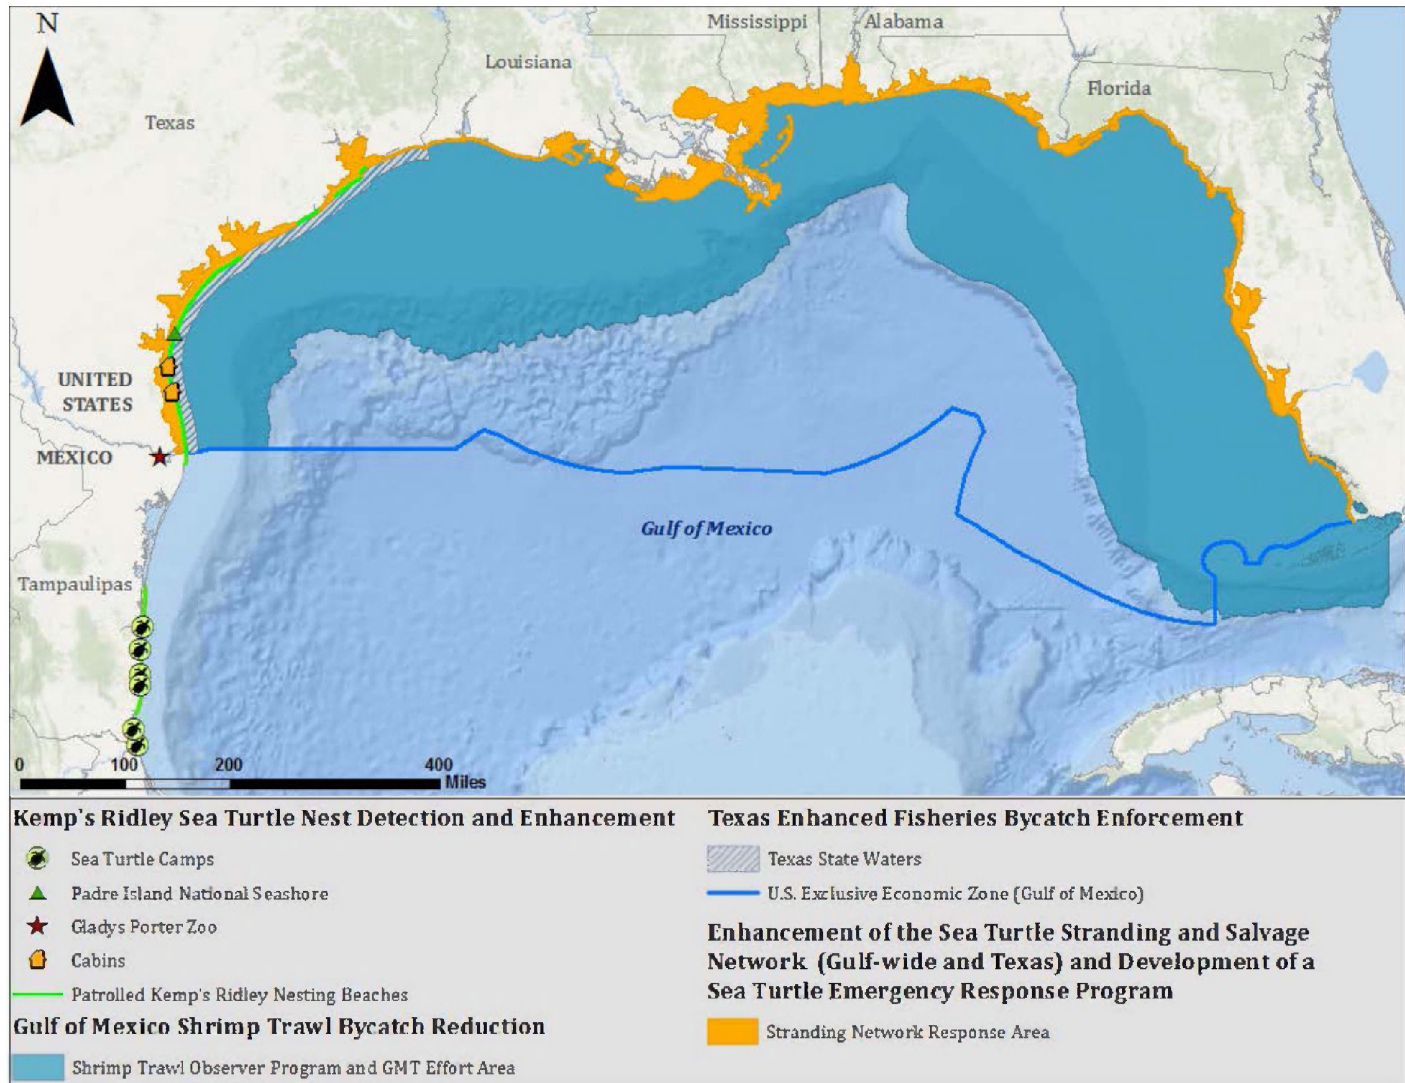 N
Mississippi
Alabama
Louisiana
Florida
Texas
UNITED
STATES
MEXICO
Gulf of Mexico
Tampaulipas
0 100 200 400
Miles
Kemp's Ridley Sea Turtle Nest Detection and Enhancement
Sea Turtle Camps
Padre Island National Seashore
Gladys Porter Zoo
Cabins
Patrolled Kemp's Ridley Nesting Beaches
Gulf of Mexico Shrimp Trawl Bycatch Reduction
Shrimp Trawl Observer Program and GMT Effort Area
Texas Enhanced Fisheries Bycatch Enforcement
Texas State Waters
U.S. Exclusive Economic Zone (Gulf of Mexico)
Enhancement of the Sea Turtle Stranding and Salvage
Network (Gulf-wide and Texas) and Development of a
Sea Turtle Emergency Response Program
Stranding Network Response Area